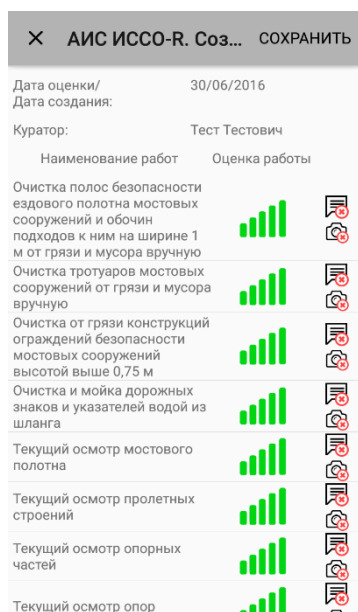 АИС ИССО-R. Соз... СОХРАНИТЬ
Дата оценки/ 30/06/2016
Дата создания:
Куратор: Тест Тестович
Наименование работ Оценка работы
Очистка полос безопасности
ездового полотна мостовых
сооружений и обочин
подходов к ним на ширине 1
м от грязи и мусора вручную
Очистка тротуаров мостовых
сооружений от грязи и мусора
вручную
Очистка от грязи конструкций
ограждений безопасности
мостовых сооружений
высотой выше 0,75 м
Очистка и мойка дорожных
знаков и указателей водой из
шланга
Текущий осмотр мостового
полотна
Текущий осмотр пролетных
строений
Текущий осмотр опорных
частей
Текущий осмотр опор